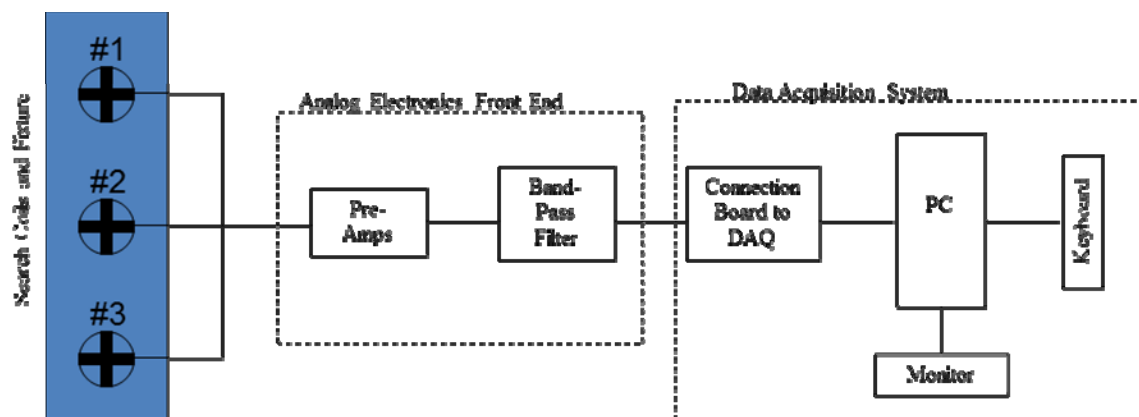 Search Coils and Fixture
#1
#2
#3
Analog Electronics Front End
Pre-
Amps
Band-
Pass
Filter
Data Acquisition System
Connection
Board to
DAQ
PC
Keyboard
Monitor